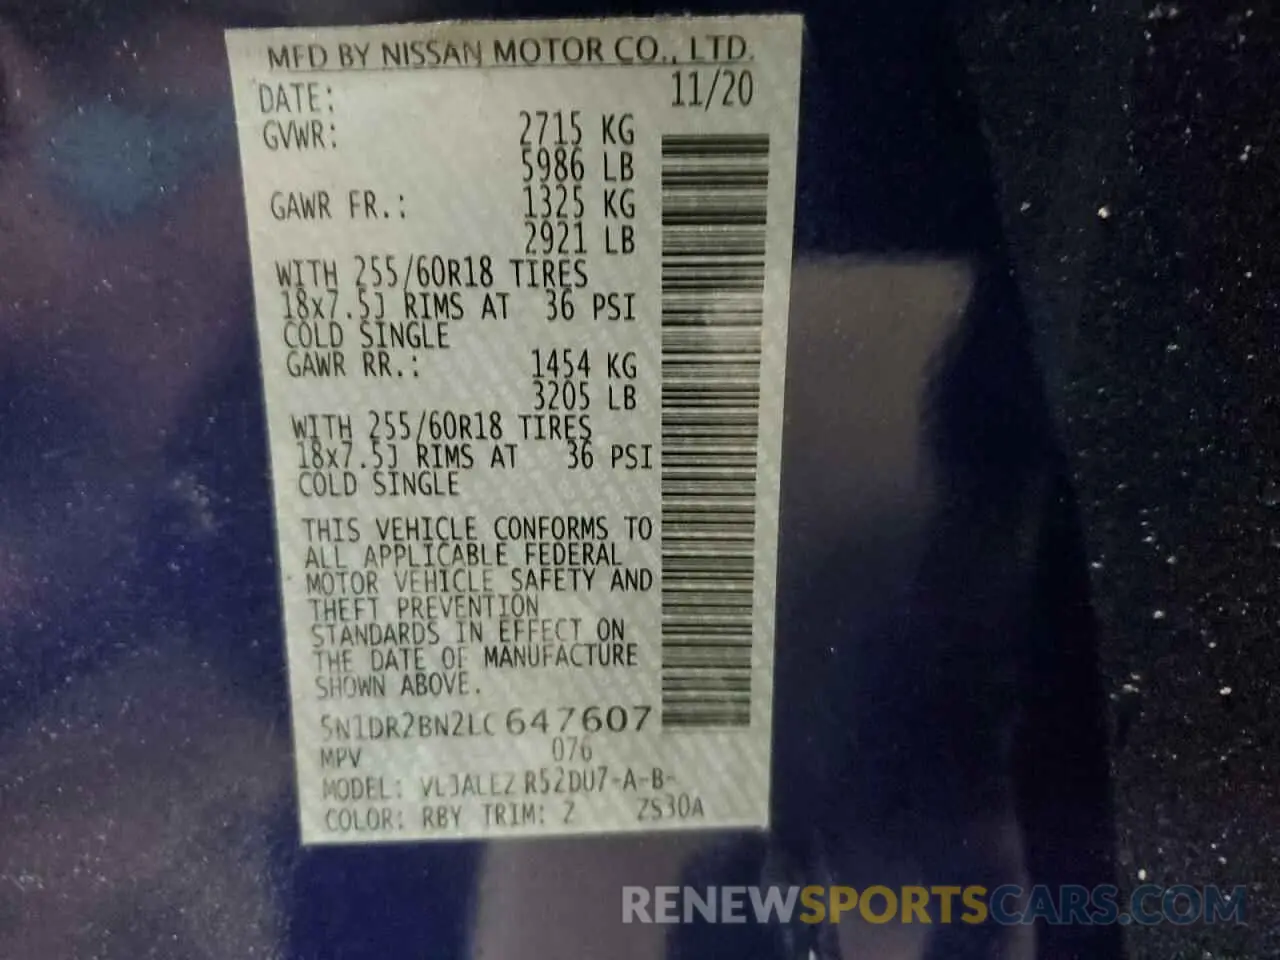 MFD BY NISSAN MOTOR CO., LTD.
DATE: 11/20
GVWR: 2715 KG
5986 LB
GAWR FR.: 1325 KG
2921 LB
WITH 255/60R18 TIRES
18x7.5J RIMS AT 36 PSI
COLD SINGLE
GAWR RR.: 1454 KG
3205 LB
WITH 255/60R18 TIRES
18x7.5J RIMS AT 36 PSI
COLD SINGLE
THIS VEHICLE CONFORMS TO
ALL APPLICABLE FEDERAL
MOTOR VEHICLE SAFETY AND
THEFT PREVENTION
STANDARDS IN EFFECT ON
THE DATE OF MANUFACTURE
SHOWN ABOVE.
5N1DR2BN2LC647607
MPV 076
MODEL: VLJALEZ R52DU7-A-B-
COLOR: RBY TRIM: Z ZS30A
RENEWSPORTSCARS.COM